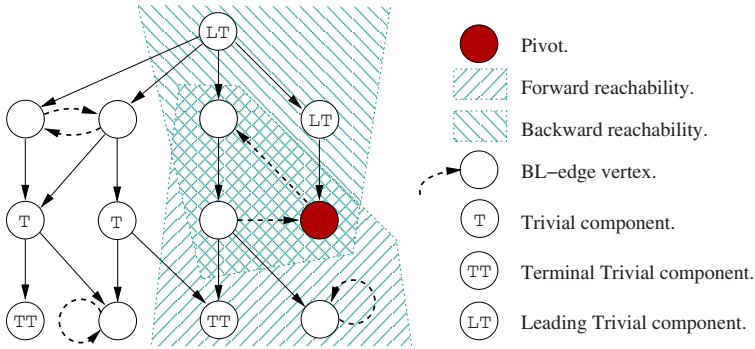 LT
LT
T
T
TT
TT
Pivot.
Forward reachability.
Backward reachability.
BL-edge vertex.
T Trivial component.
TT Terminal Trivial component.
LT Leading Trivial component.